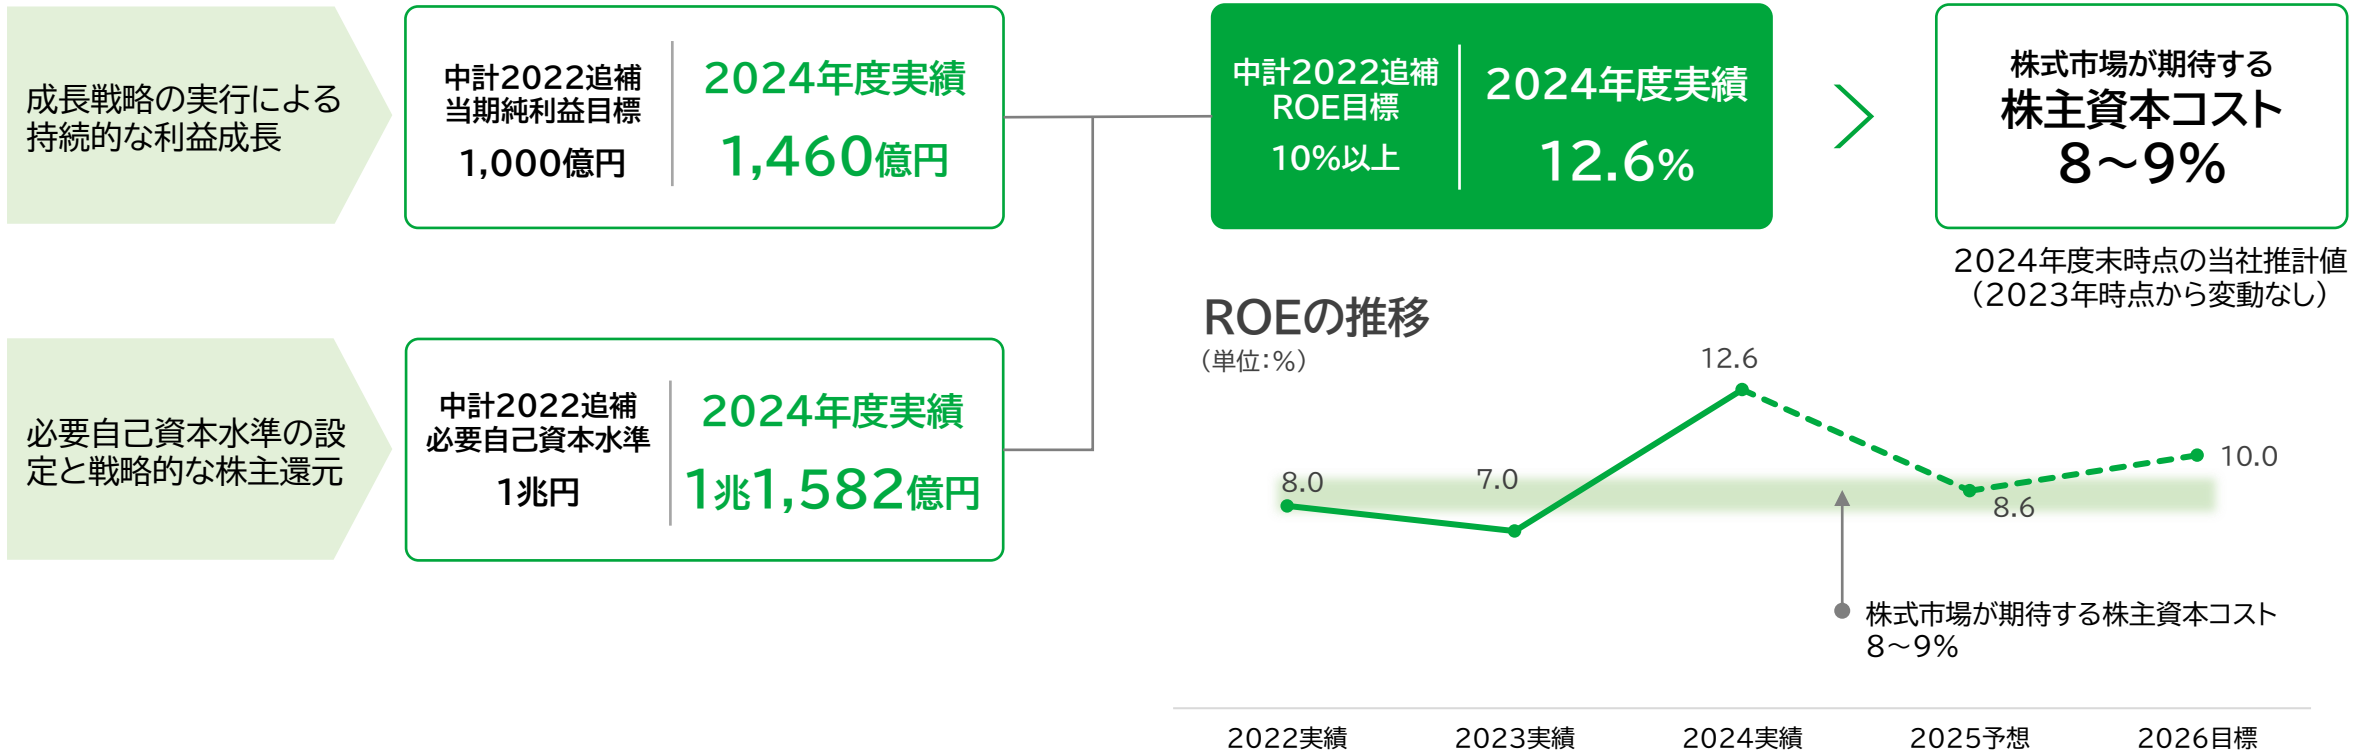 成長戦略の実行による
持続的な利益成長
中計2022追補
当期純利益目標
1,000億円
2024年度実績
1,460億円
中計2022追補
ROE目標
10%以上
2024年度実績
12.6%
株式市場が期待する
株主資本コスト
8～9%
2024年度末時点の当社推計値
（2023年時点から変動なし）
必要自己資本水準の設
定と戦略的な株主還元
中計2022追補
必要自己資本水準
1兆円
2024年度実績
1兆1,582億円
ROEの推移
（単位：%）
8.0
7.0
12.6
8.6
10.0
株式市場が期待する株主資本コスト
8～9%
2022実績
2023実績
2024実績
2025予想
2026目標